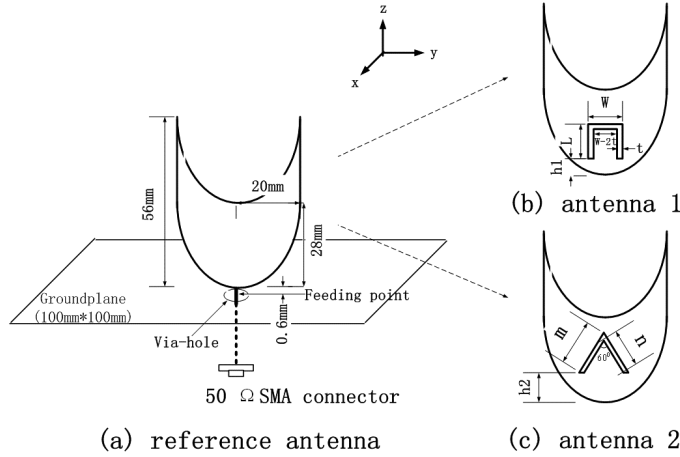 z
y
x
56mm
20mm
28mm
Groundplane
(100mm*100mm)
Feeding point
Via-hole
0.6mm
50 Ω SMA connector
(a) reference antenna
W
L
W-2t
t
h1
(b) antenna 1
m
n
60⁰
h2
(c) antenna 2